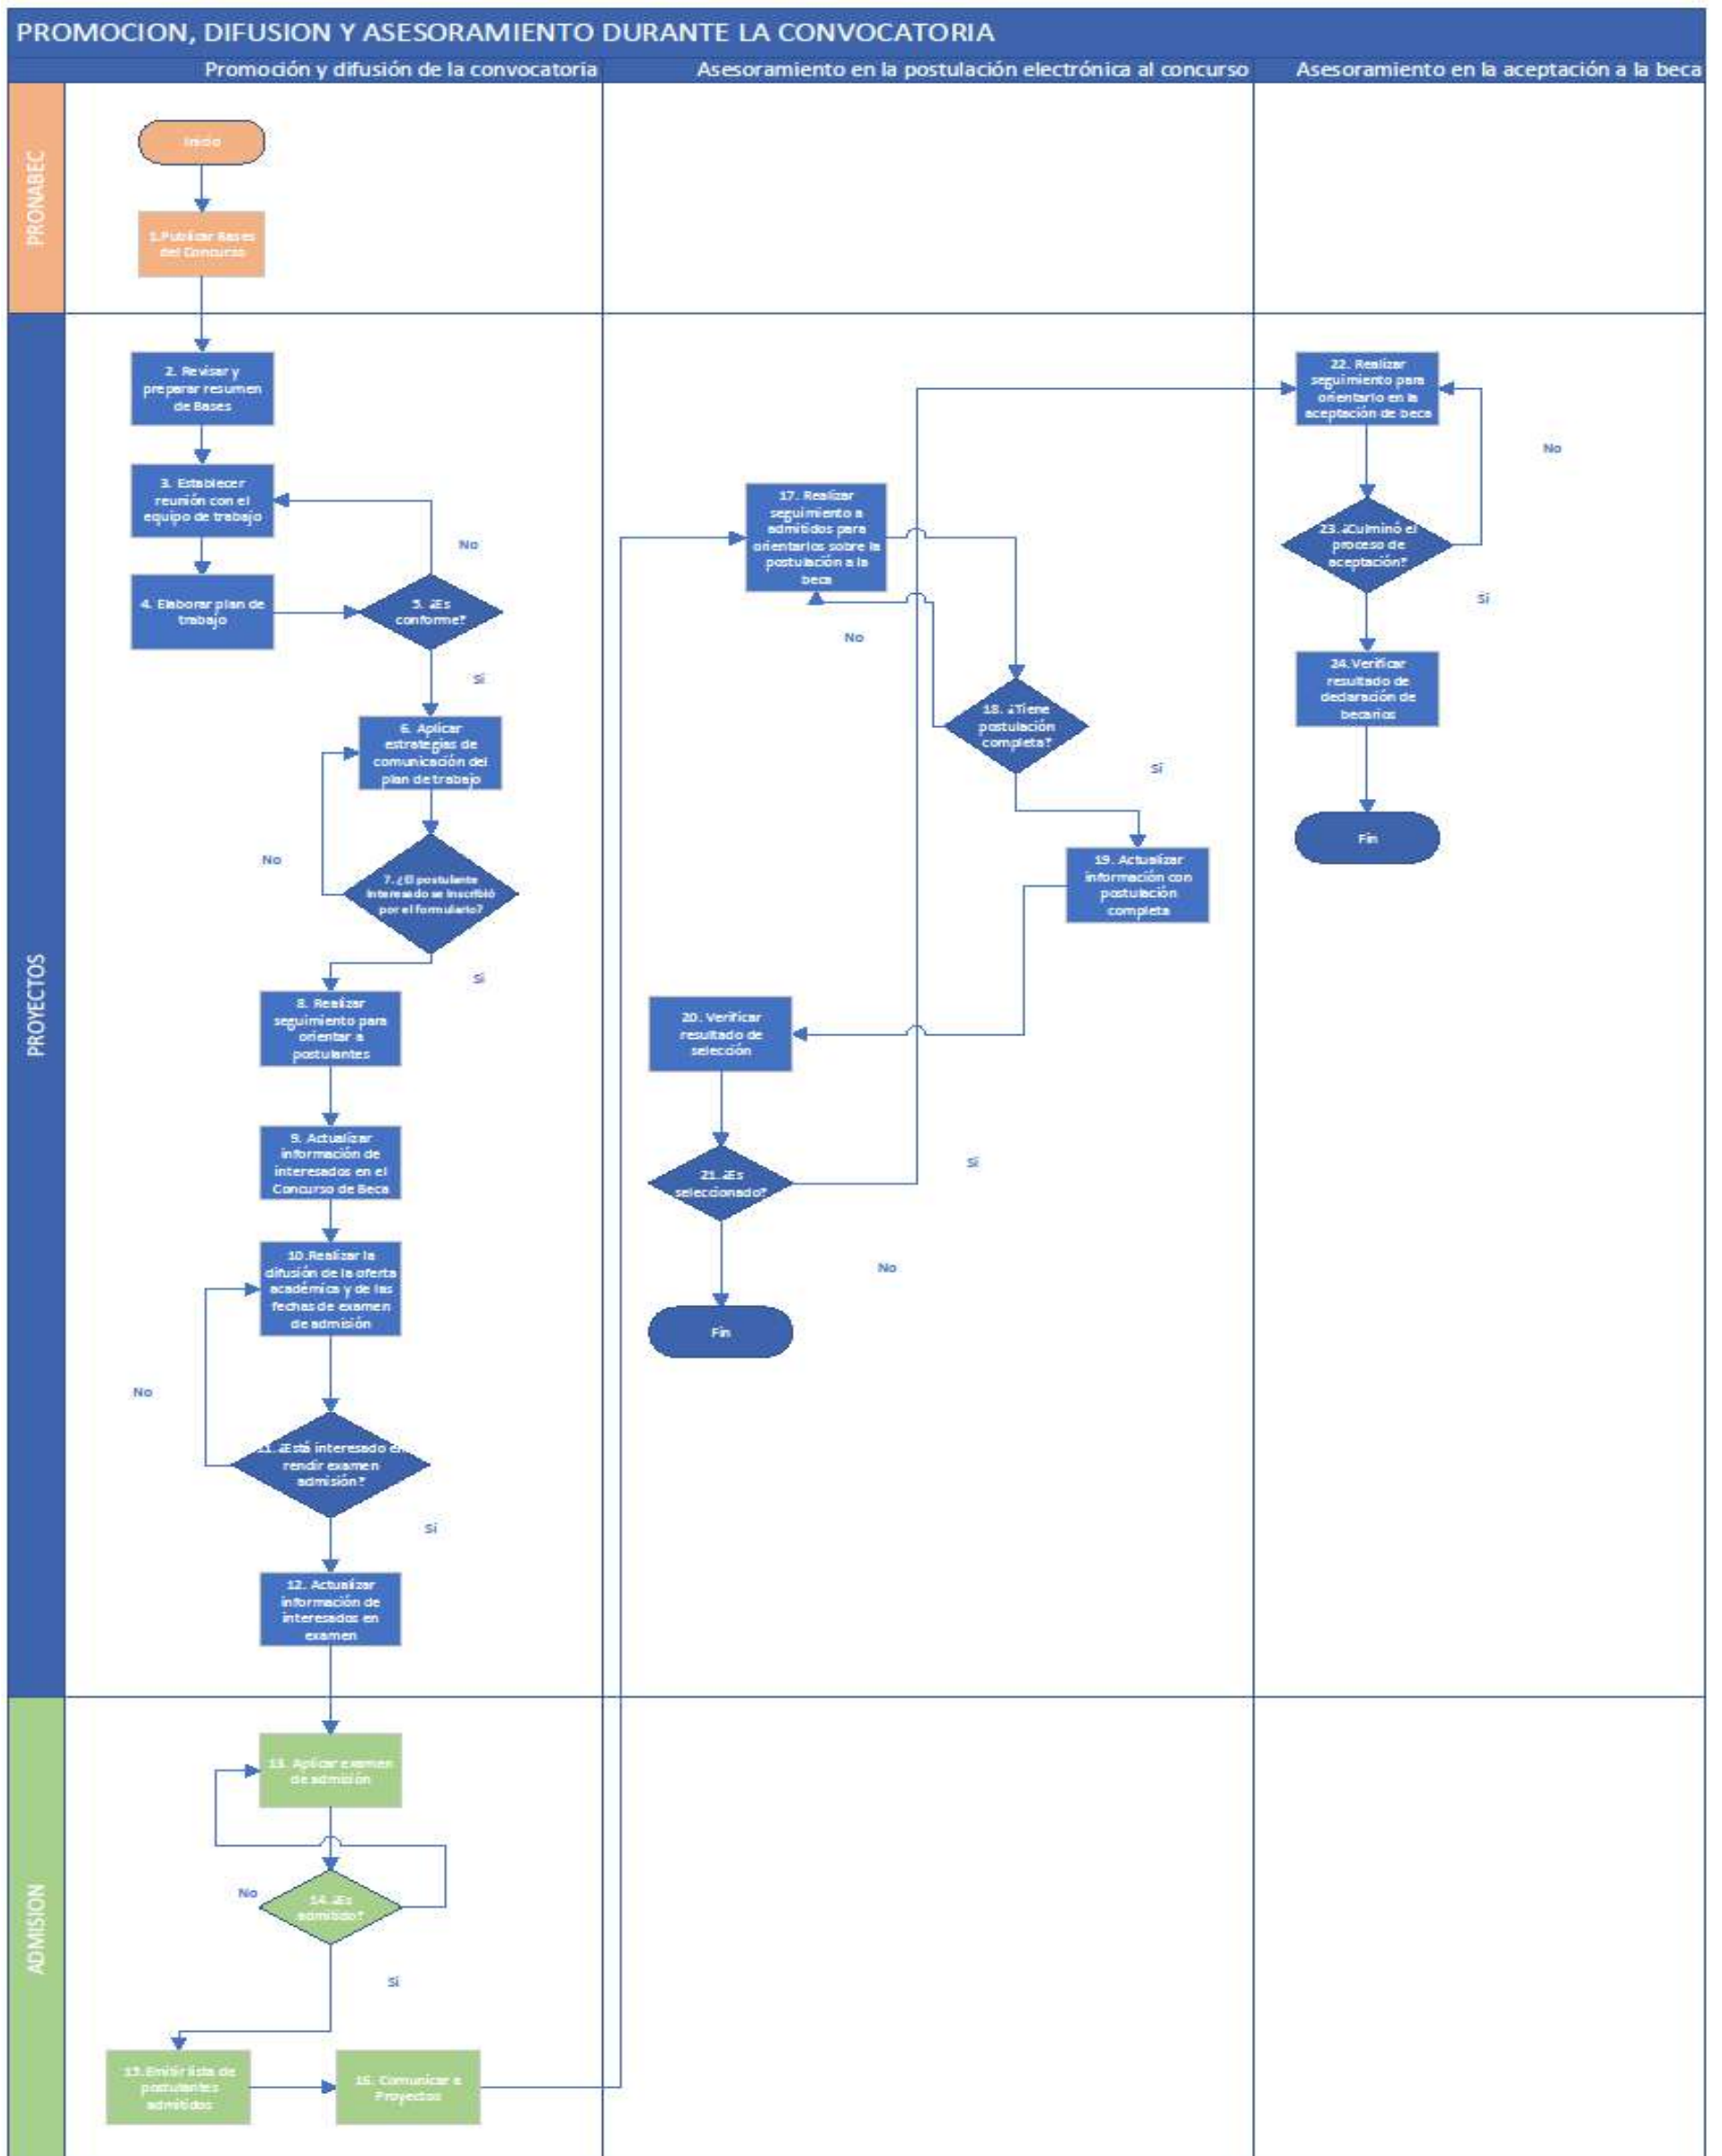 PROMOCION, DIFUSION Y ASESORAMIENTO DURANTE LA CONVOCATORIA
Promoción y difusión de la convocatoria
Asesoramiento en la postulación electrónica al concurso
Asesoramiento en la aceptación a la beca
PRONABEC
Inicio
1.Publicar Bases
del Concurso
PROYECTOS
2. Revisar y
preparar resumen
de Bases
3. Establecer
reunión con el
equipo de trabajo
No
4. Elaborar plan de
trabajo
5. ¿Es
conforme?
Sí
6. Aplicar
estrategias de
comunicación del
plan de trabajo
No
7. ¿El postulante
interesado se inscribió
por el formulario?
Sí
8. Realizar
seguimiento para
orientar a
postulantes
9. Actualizar
información de
interesados en el
Concurso de Beca
10.Realizar la
difusión de la oferta
académica y de las
fechas de examen
de admisión
No
11. ¿Está interesado en
rendir examen
admisión?
Sí
12. Actualizar
información de
interesados en
examen
17. Realizar
seguimiento a
admitidos para
orientarlos sobre la
postulación a la
beca
No
18. ¿Tiene
postulación
completa?
Sí
19. Actualizar
información con
postulación
completa
20. Verificar
resultado de
selección
21. ¿Es
seleccionado?
Sí
No
Fin
22. Realizar
seguimiento para
orientarlo en la
aceptación de beca
No
23. ¿Culminó el
proceso de
aceptación?
Sí
24.Verificar
resultado de
declaración de
becarios
Fin
ADMISION
13. Aplicar examen
de admisión
No
14. ¿Es
admitido?
Sí
15.Emitir lista de
postulantes
admitidos
16. Comunicar a
Proyectos